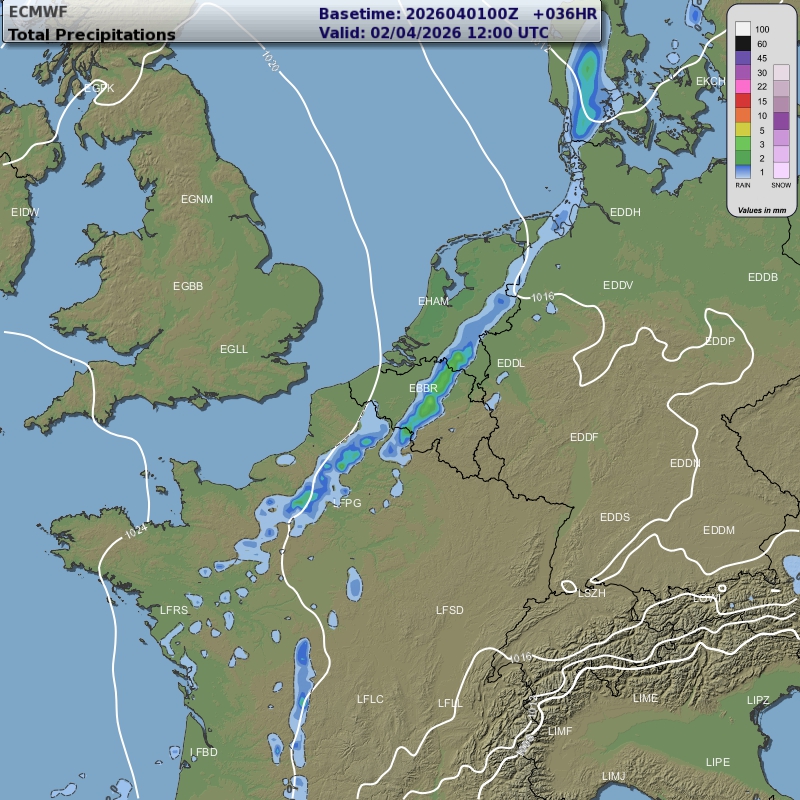 ECMWF
Basetime: 2026040100Z +036HR
Total Precipitations
Valid: 02/04/2026 12:00 UTC
100
60
45
30
22
15
10
5
3
2
1
RAIN SNOW
Values in mm
1020
EGPK
EKCH
EGNM
EIDW
EDDH
EGBB
EDDV
EDDB
EHAM
1016
EGLL
EDDP
EDDL
EBBR
EDDF
EDDN
LFPG
EDDS
EDDM
1024
LSZH
LFRS
LFSD
1016
LFLC
LFLL
LIME
LIPZ
LIMF
LFBD
LIPE
LIMJ